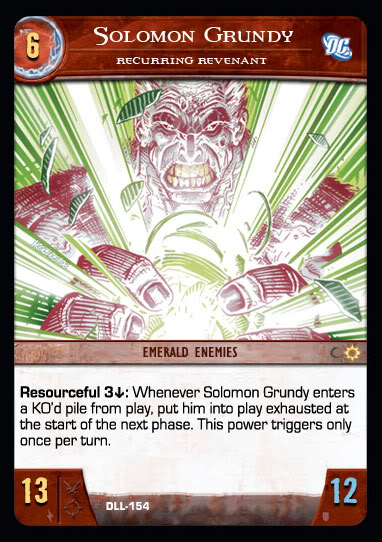 6
SOLOMON GRUNDY
RECURRING REVENANT
DC
EMERALD ENEMIES
C
Resourceful 3↓: Whenever Solomon Grundy enters
a KO'd pile from play, put him into play exhausted at
the start of the next phase. This power triggers only
once per turn.
13
DLL-154
12